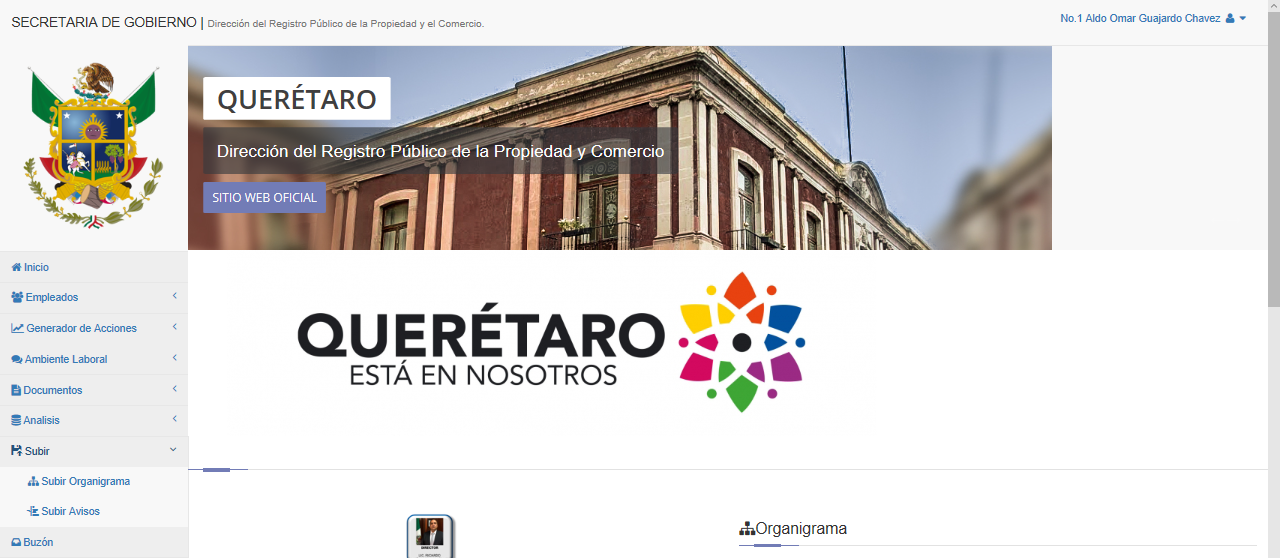 SECRETARIA DE GOBIERNO | Dirección del Registro Público de la Propiedad y el Comercio.
No.1 Aldo Omar Guajardo Chavez
QUERÉTARO
Dirección del Registro Público de la Propiedad y Comercio
SITIO WEB OFICIAL
Inicio
Empleados
Generador de Acciones
Ambiente Laboral
Documentos
Analisis
Subir
Subir Organigrama
Subir Avisos
Buzón
QUERÉTARO
ESTÁ EN NOSOTROS
DIRECTOR
Organigrama